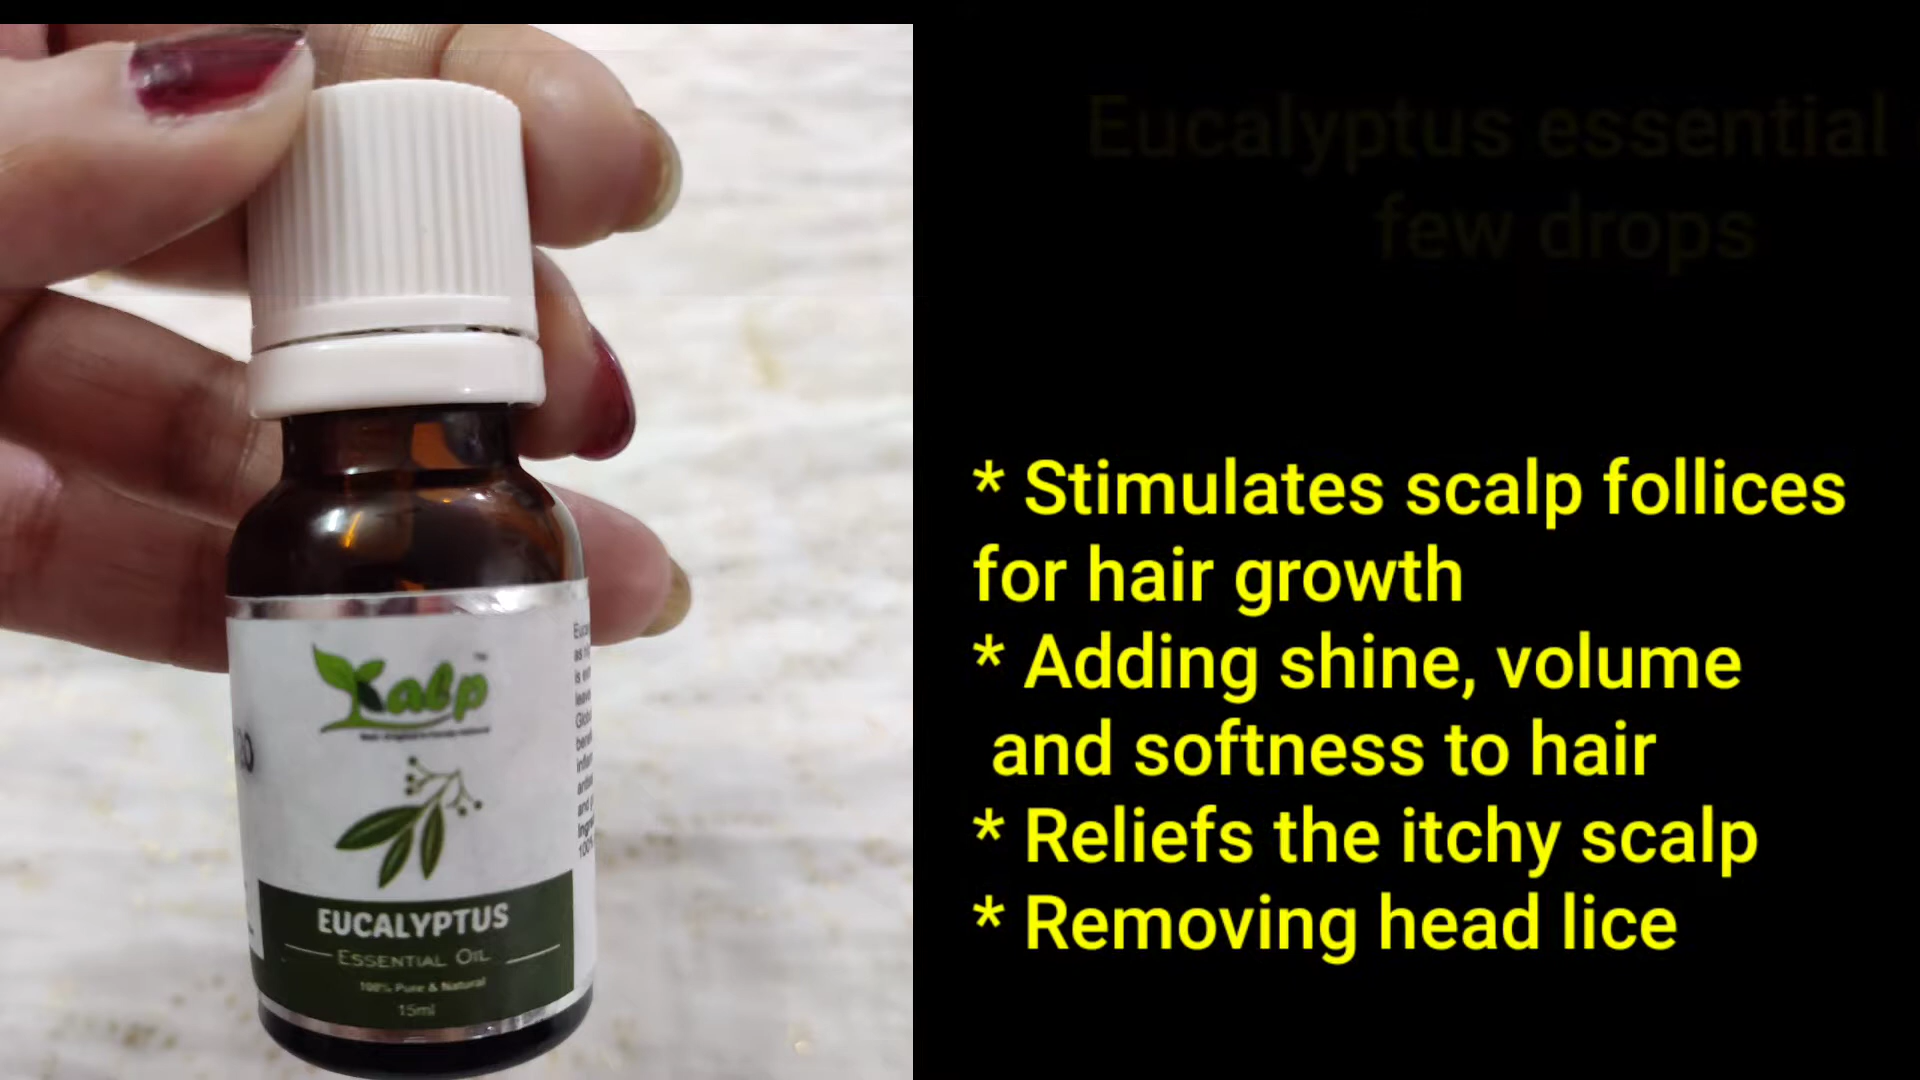 Eucalyptus essential
few drops
* Stimulates scalp follices
for hair growth
* Adding shine, volume
and softness to hair
* Reliefs the itchy scalp
* Removing head lice
alp
EUCALYPTUS
ESSENTIAL OIL
100% Pure & Natural
15ml